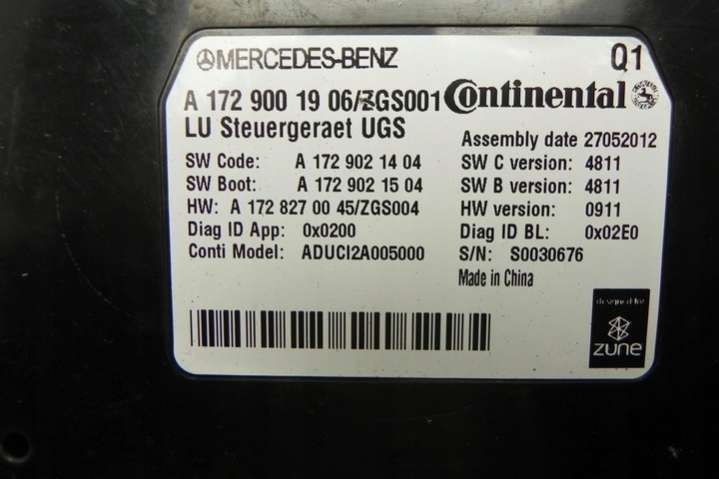 MERCEDES-BENZ Q1
A 172 900 19 06/ZGS001 Continental
LU Steuergeraet UGS
Assembly date 27052012
SW Code: A 172 902 14 04 SW C version: 4811
SW Boot: A 172 902 15 04 SW B version: 4811
HW: A 172 827 00 45/ZGS004 HW version: 0911
Diag ID App: 0x0200 Diag ID BL: 0x02E0
Conti Model: ADUCI2A005000 S/N: S0030676
Made in China
designed for
zune